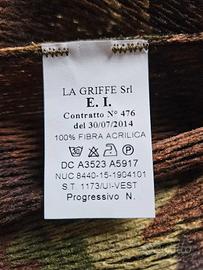 LA GRIFFE Srl
E. I.
Contratto N° 476
del 30/07/2014
100% FIBRA ACRILICA
DC A3523 A5917
NUC 8440-15-1904101
S.T. 1173/UI-VEST
Progressivo N.